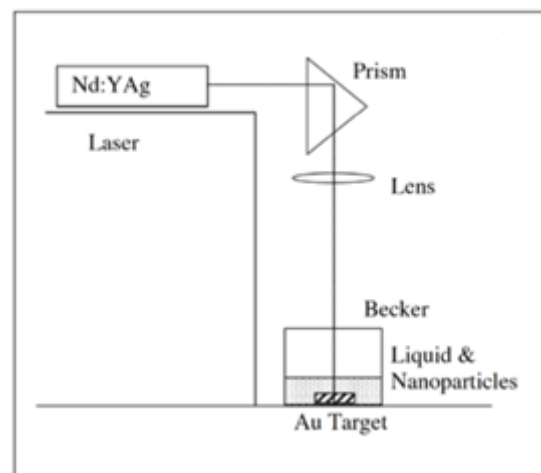 Nd:YAg
Prism
Laser
Lens
Becker
Liquid &
Nanoparticles
Au Target